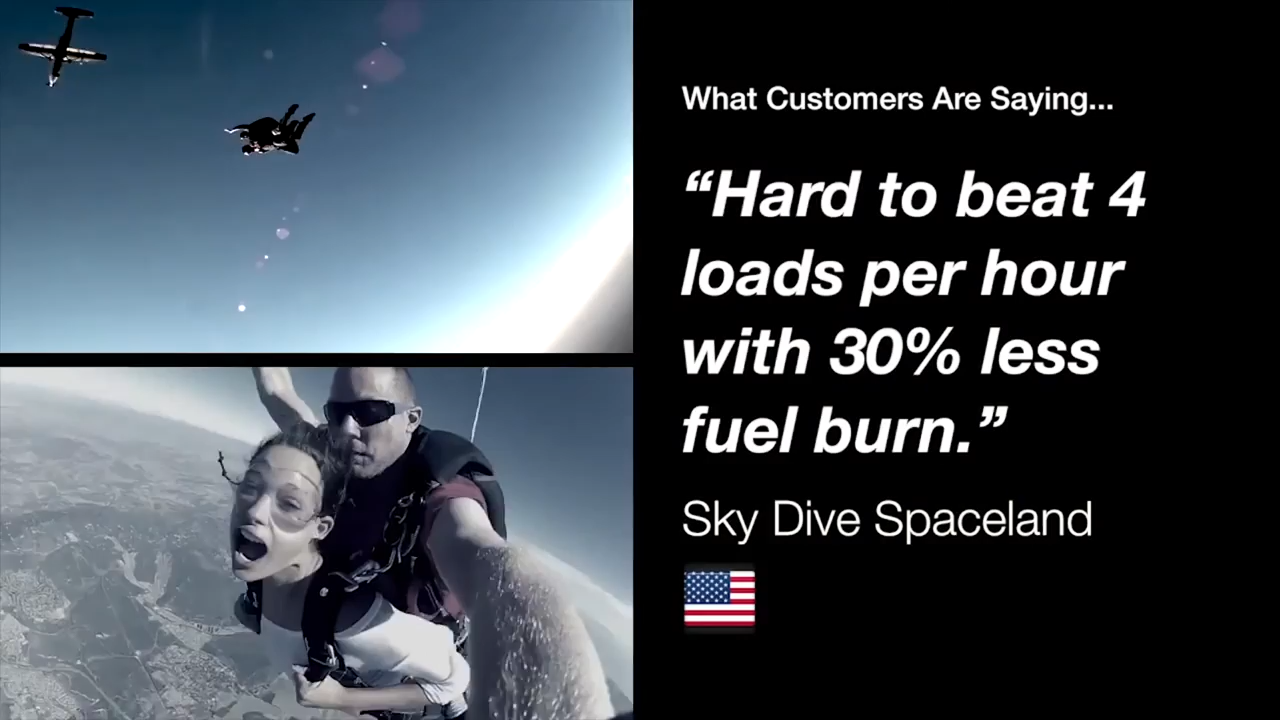 What Customers Are Saying...
“Hard to beat 4
loads per hour
with 30% less
fuel burn.”
Sky Dive Spaceland